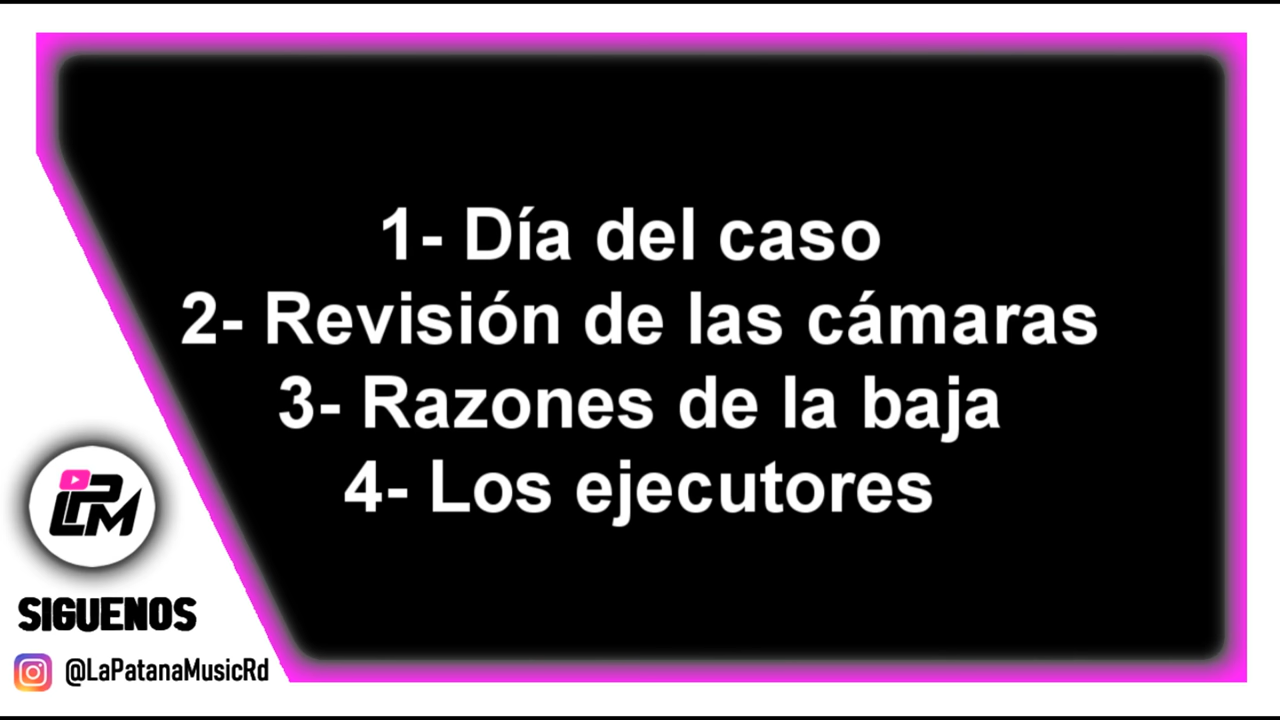 1- Día del caso
2- Revisión de las cámaras
3- Razones de la baja
4- Los ejecutores
LPM
SIGUENOS
@LaPatanaMusicRd